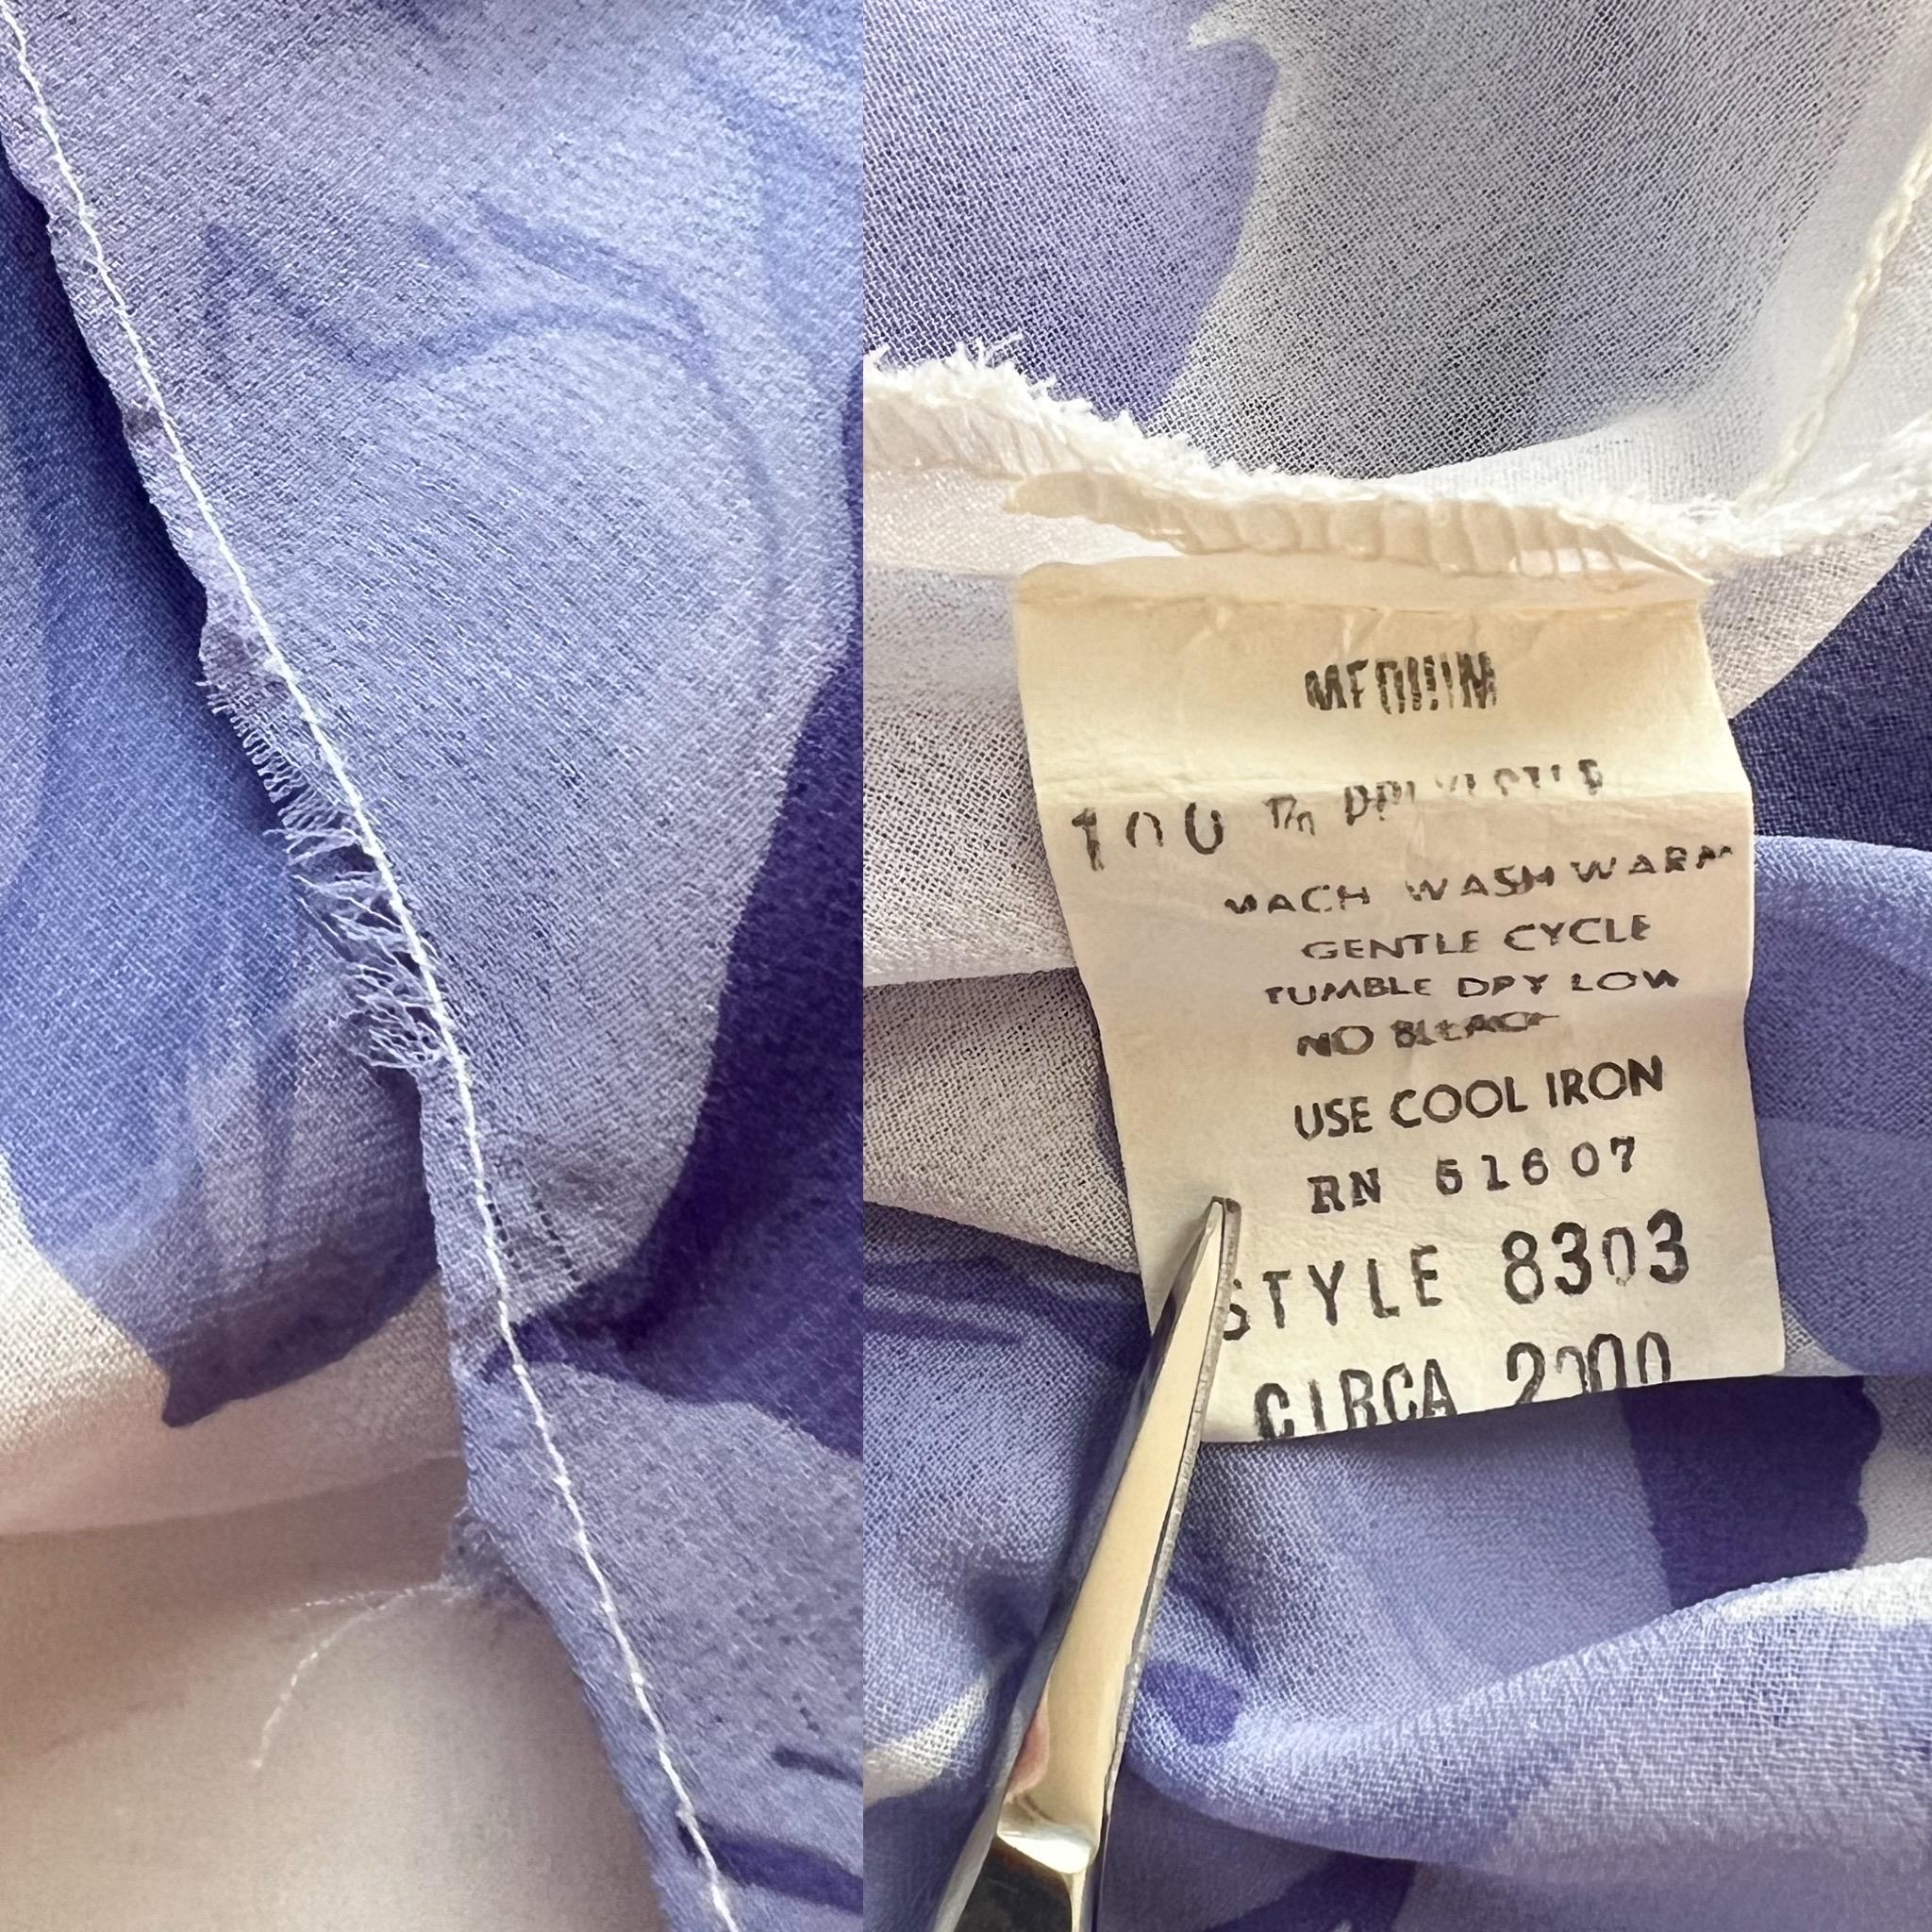 MEDIUM
100 % POLYESTER
MACH WASH WARM
GENTLE CYCLE
TUMBLE DRY LOW
NO BLEACH
USE COOL IRON
RN 51607
STYLE 8303
CIRCA 2000